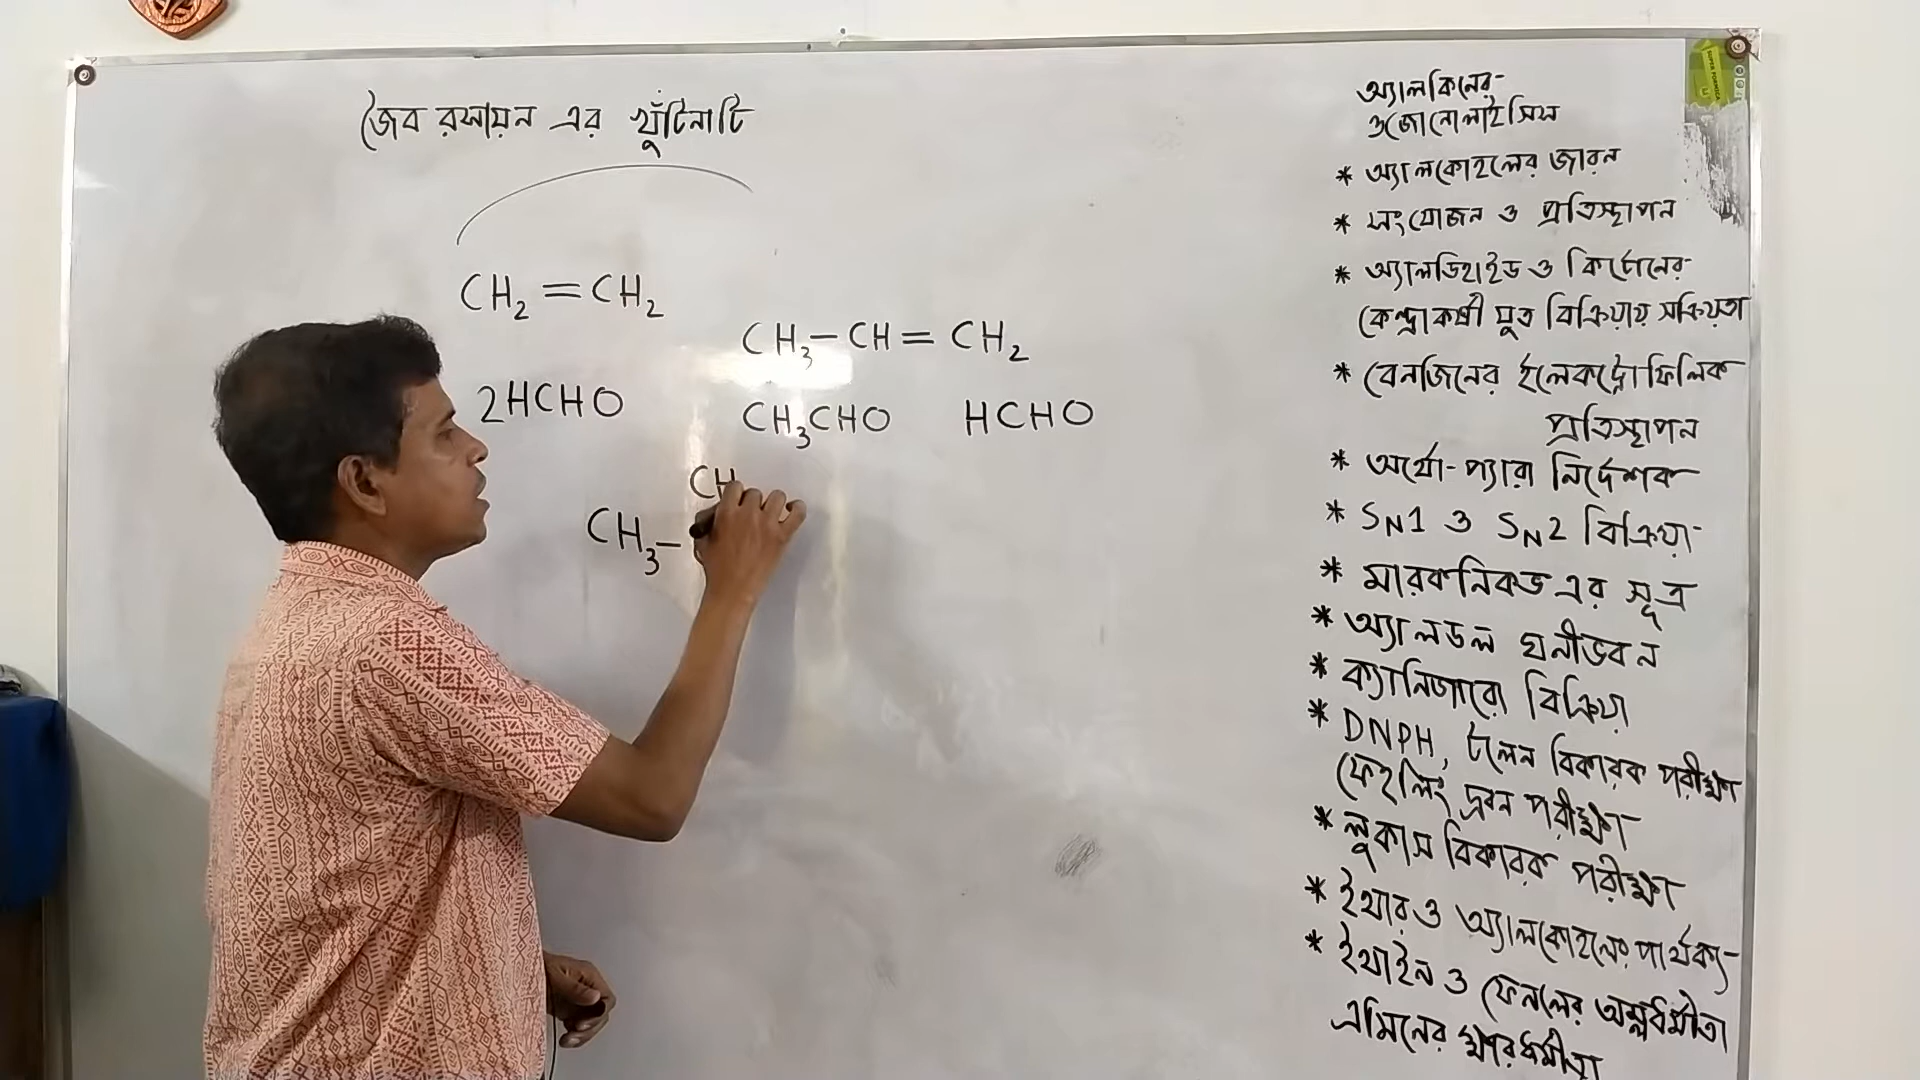 জৈব রসায়ন এর খুঁটিনাটি
CH2 = CH2
CH3 – CH = CH2
2HCHO
CH3CHO HCHO
CH
CH3 –
অ্যালকিনের
ওজোনোলাইসিস
* অ্যালকোহলের জারন
* সংযোজন ও প্রতিস্থাপন
* অ্যালডিহাইড ও কিটোনের
কেন্দ্রাকর্ষী যুত বিক্রিয়ায় সক্রিয়তা
* বেনজিনের ইলেকট্রোফিলিক
প্রতিস্থাপন
* অর্থো-প্যারা নির্দেশক
* SN1 ও SN2 বিক্রিয়া
* মারকনিকভ এর সূত্র
* অ্যালডল ঘনীভবন
* ক্যানিজারো বিক্রিয়া
* DNPH, টলেন বিকারক পরীক্ষা
ফেহলিং দ্রবন পরীক্ষা
* লুকাস বিকারক পরীক্ষা
* ইথার ও অ্যালকোহলের পার্থক্য
* ইথাইন ও ফেনলের অম্লধর্মীতা
এমিনের ক্ষারধর্মীতা